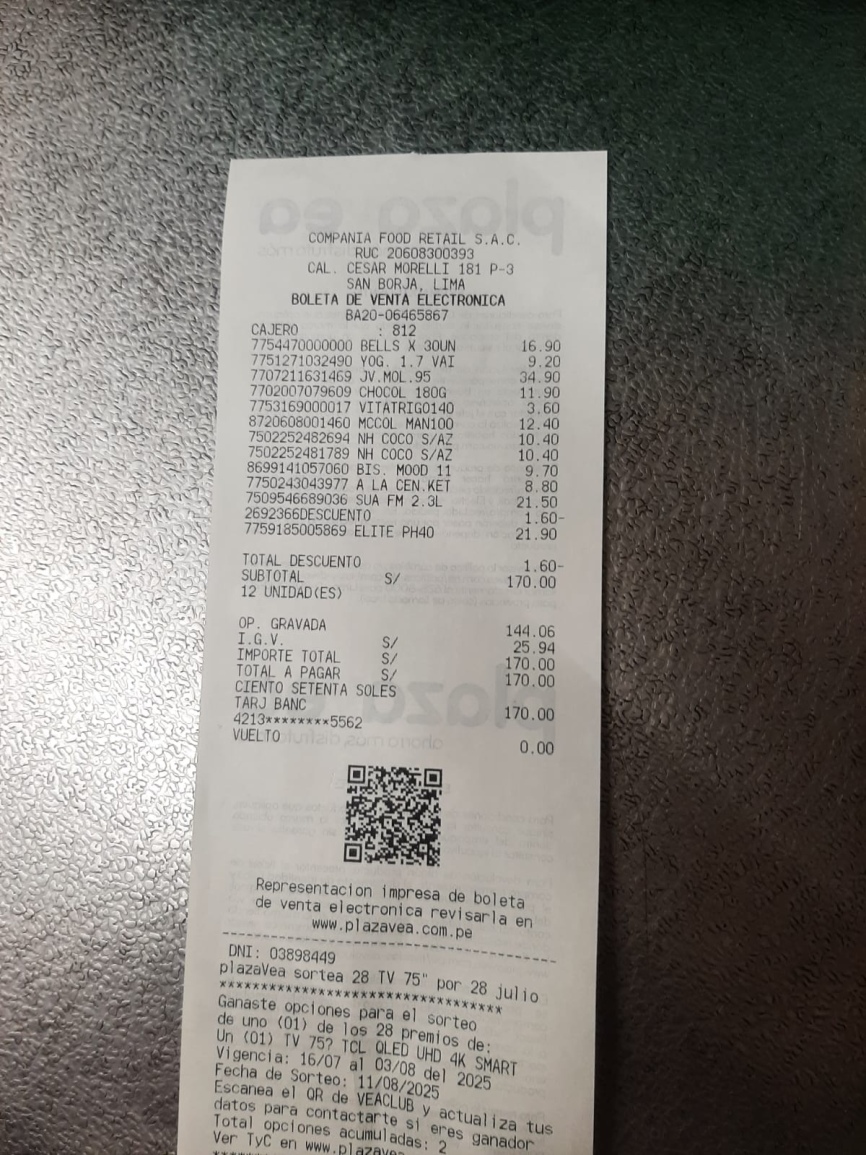 COMPANIA FOOD RETAIL S.A.C.
RUC 20608300393
CAL. CESAR MORELLI 181 P-3
SAN BORJA, LIMA
BOLETA DE VENTA ELECTRONICA
BA20-06465867
CAJERO : 812
7754470000000 BELLS X 30UN 16.90
7751271032490 YOG. 1.7 VAI 9.20
7707211631469 JV.MOL.95 34.90
7702007079609 CHOCOL 180G 11.90
7753169000017 VITATRIGO140 3.60
8720608001460 MCCOL MAN100 12.40
7502252482694 NH COCO S/AZ 10.40
7502252481789 NH COCO S/AZ 10.40
8699141057060 BIS. MOOD 11 9.70
7750243043977 A LA CEN.KET 8.80
7509546689036 SUA FM 2.3L 21.50
2692366DESCUENTO 1.60-
7759185005869 ELITE PH40 21.90
TOTAL DESCUENTO 1.60-
SUBTOTAL S/ 170.00
12 UNIDAD(ES)
OP. GRAVADA 144.06
I.G.V. S/ 25.94
IMPORTE TOTAL S/ 170.00
TOTAL A PAGAR S/ 170.00
CIENTO SETENTA SOLES
TARJ BANC 170.00
4213********5562
VUELTO 0.00
Representacion impresa de boleta
de venta electronica revisarla en
www.plazavea.com.pe
DNI: 03898449
plazaVea sortea 28 TV 75" por 28 julio
**********************************
Ganaste opciones para el sorteo
de uno (01) de los 28 premios de:
Un (01) TV 75? TCL QLED UHD 4K SMART
Vigencia: 16/07 al 03/08 del 2025
Fecha de Sorteo: 11/08/2025
Escanea el QR de VEACLUB y actualiza tus
datos para contactarte si eres ganador
Total opciones acumuladas: 2
Ver TyC en www.plazavea